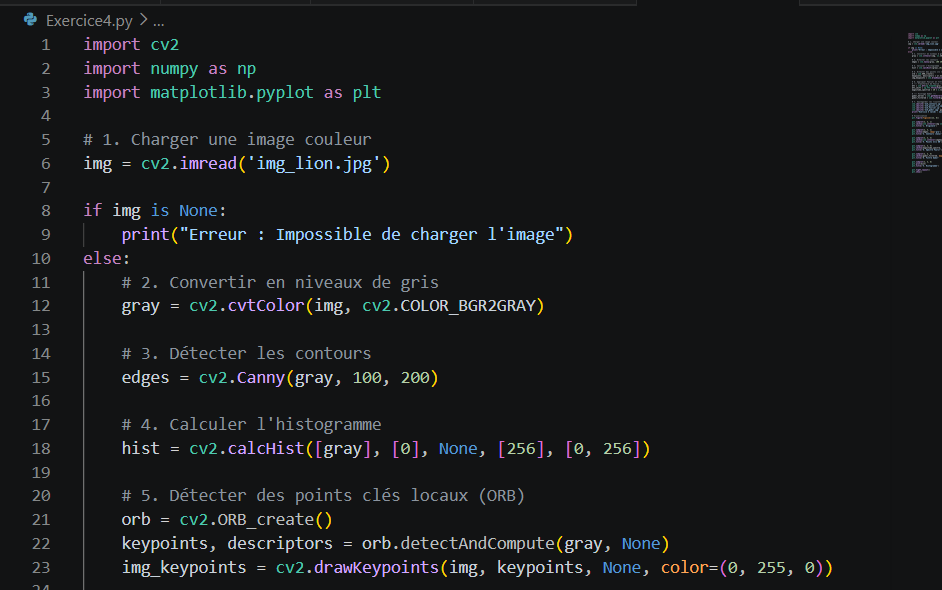 Exercice4.py > ...
1 import cv2
2 import numpy as np
3 import matplotlib.pyplot as plt
4
5 # 1. Charger une image couleur
6 img = cv2.imread('img_lion.jpg')
7
8 if img is None:
9     print("Erreur : Impossible de charger l'image")
10 else:
11     # 2. Convertir en niveaux de gris
12     gray = cv2.cvtColor(img, cv2.COLOR_BGR2GRAY)
13
14     # 3. Détecter les contours
15     edges = cv2.Canny(gray, 100, 200)
16
17     # 4. Calculer l'histogramme
18     hist = cv2.calcHist([gray], [0], None, [256], [0, 256])
19
20     # 5. Détecter des points clés locaux (ORB)
21     orb = cv2.ORB_create()
22     keypoints, descriptors = orb.detectAndCompute(gray, None)
23     img_keypoints = cv2.drawKeypoints(img, keypoints, None, color=(0, 255, 0))